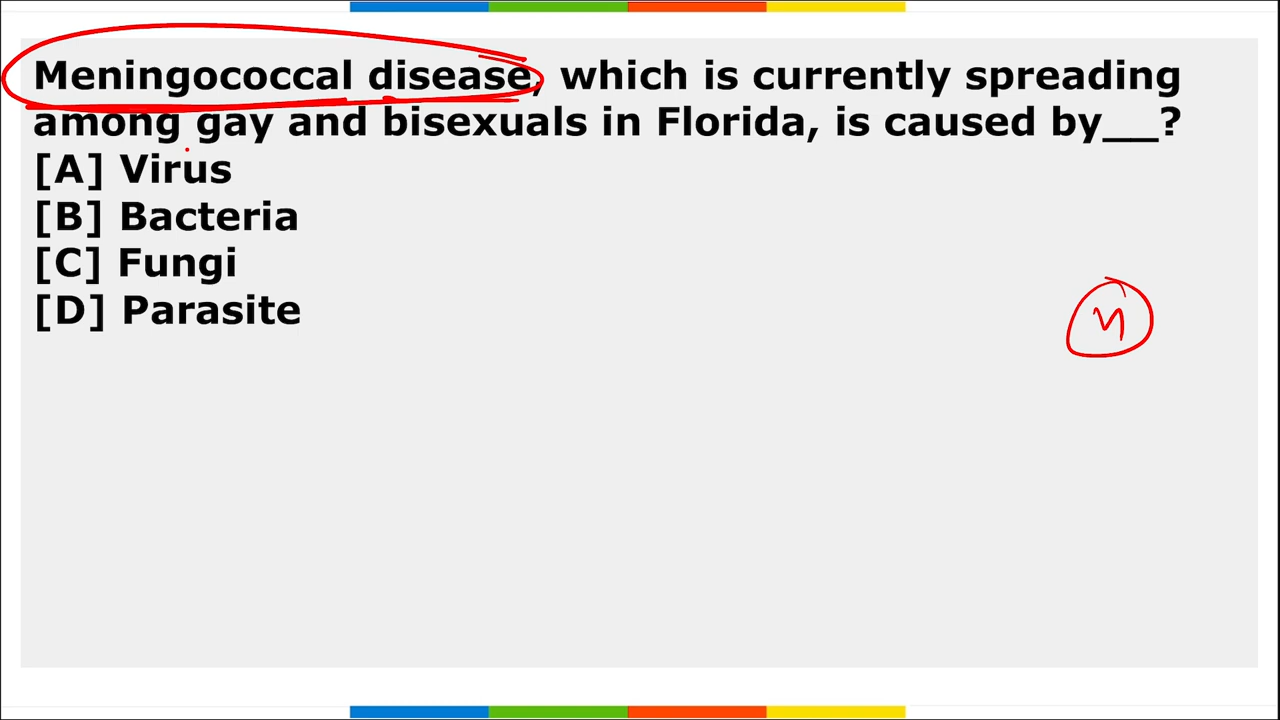 Meningococcal disease, which is currently spreading
among gay and bisexuals in Florida, is caused by__?
[A] Virus
[B] Bacteria
[C] Fungi
[D] Parasite